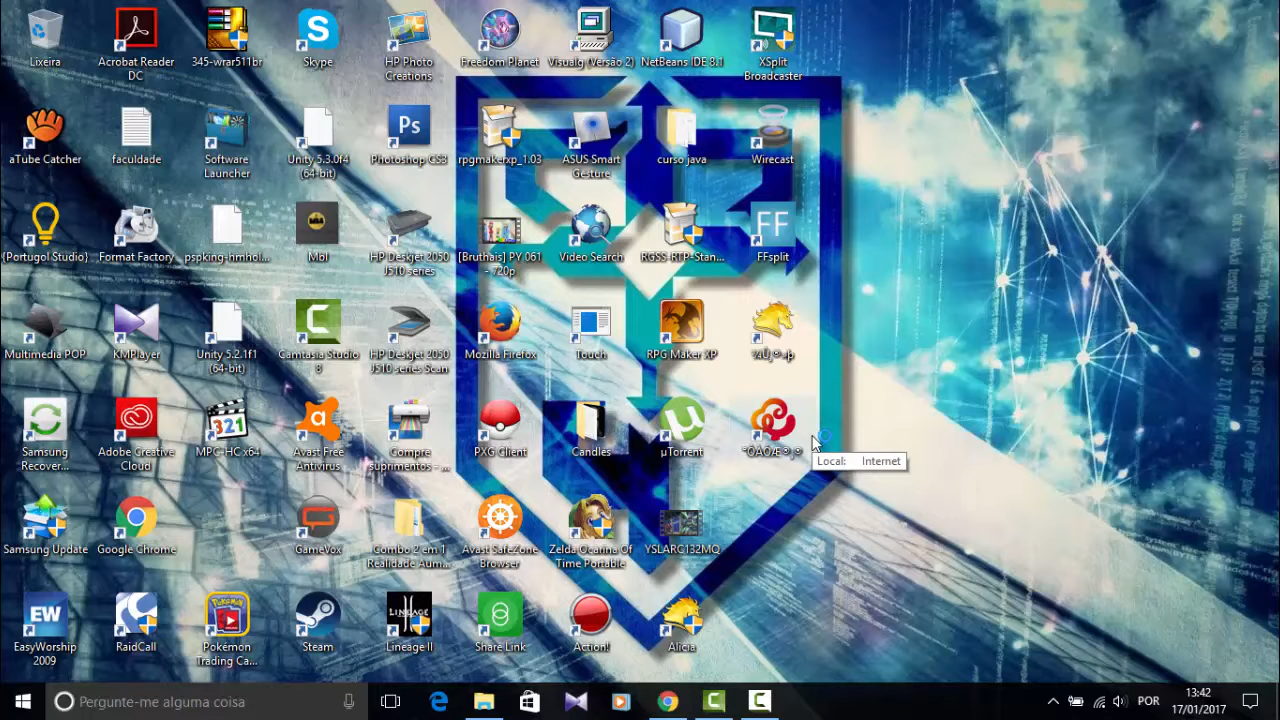 Lixeira
Acrobat Reader
DC
345-wrar511br
Skype
HP Photo
Creations
Freedom Planet
Visualg (Versão 2)
NetBeans IDE 8.1
XSplit
Broadcaster
aTube Catcher
faculdade
Software
Launcher
Unity 5.3.0f4
(64-bit)
Ps
Photoshop CS3
rpgmakerxp_1.03
ASUS Smart
Gesture
curso java
Wirecast
{Portugol Studio}
Format Factory
pspking-hmhol...
HP Deskjet 2050
J510 series
[Bruthais] PY 061
- 720p
Video Search
RGSS-RTP-Stan...
FF
FFsplit
Multimedia POP
KMPlayer
Unity 5.2.1f1
(64-bit)
Camtasia Studio
8
HP Deskjet 2050
J510 series Scan
Mozilla Firefox
Touch
RPG Maker XP
Samsung
Recover...
Adobe Creative
Cloud
321
MPC-HC x64
Avast Free
Antivirus
Compre
suprimentos - ...
PXG Client
Candles
µTorrent
Local: Internet
Samsung Update
Google Chrome
GameVox
Combo 2 em 1
Realidade Aum...
Avast SafeZone
Browser
Zelda Ocarina Of
Time Portable
YSLARC132MQ
EW
EasyWorship
2009
RaidCall
Pokémon
Trading Ca...
Steam
LINEAGE
Lineage II
Share Link
Action!
Alicia
Pergunte-me alguma coisa
POR
13:42
17/01/2017